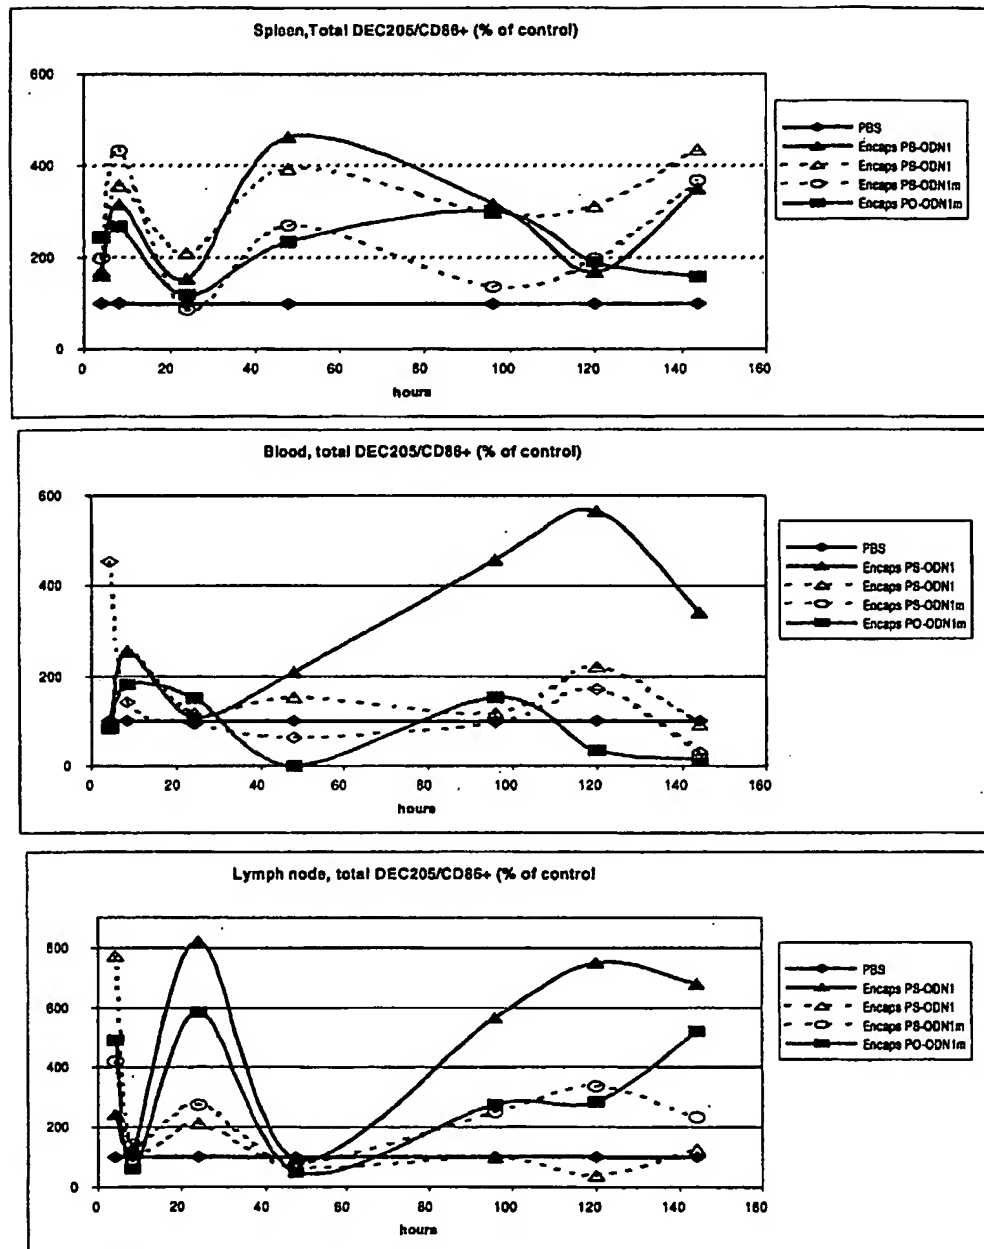 Spleen,Total DEC205/CD86+ (% of control)
600
400
200
0
0 20 40 60 80 100 120 140 160
hours
PBS
Encaps PS-ODN1
Encaps PS-ODN1
Encaps PS-ODN1m
Encaps PO-ODN1m
Blood, total DEC205/CD86+ (% of control)
600
400
200
0
0 20 40 60 80 100 120 140 160
hours
PBS
Encaps PS-ODN1
Encaps PS-ODN1
Encaps PS-ODN1m
Encaps PO-ODN1m
Lymph node, total DEC205/CD86+ (% of control
800
600
400
200
0
0 20 40 60 80 100 120 140 160
hours
PBS
Encaps PS-ODN1
Encaps PS-ODN1
Encaps PS-ODN1m
Encaps PO-ODN1m